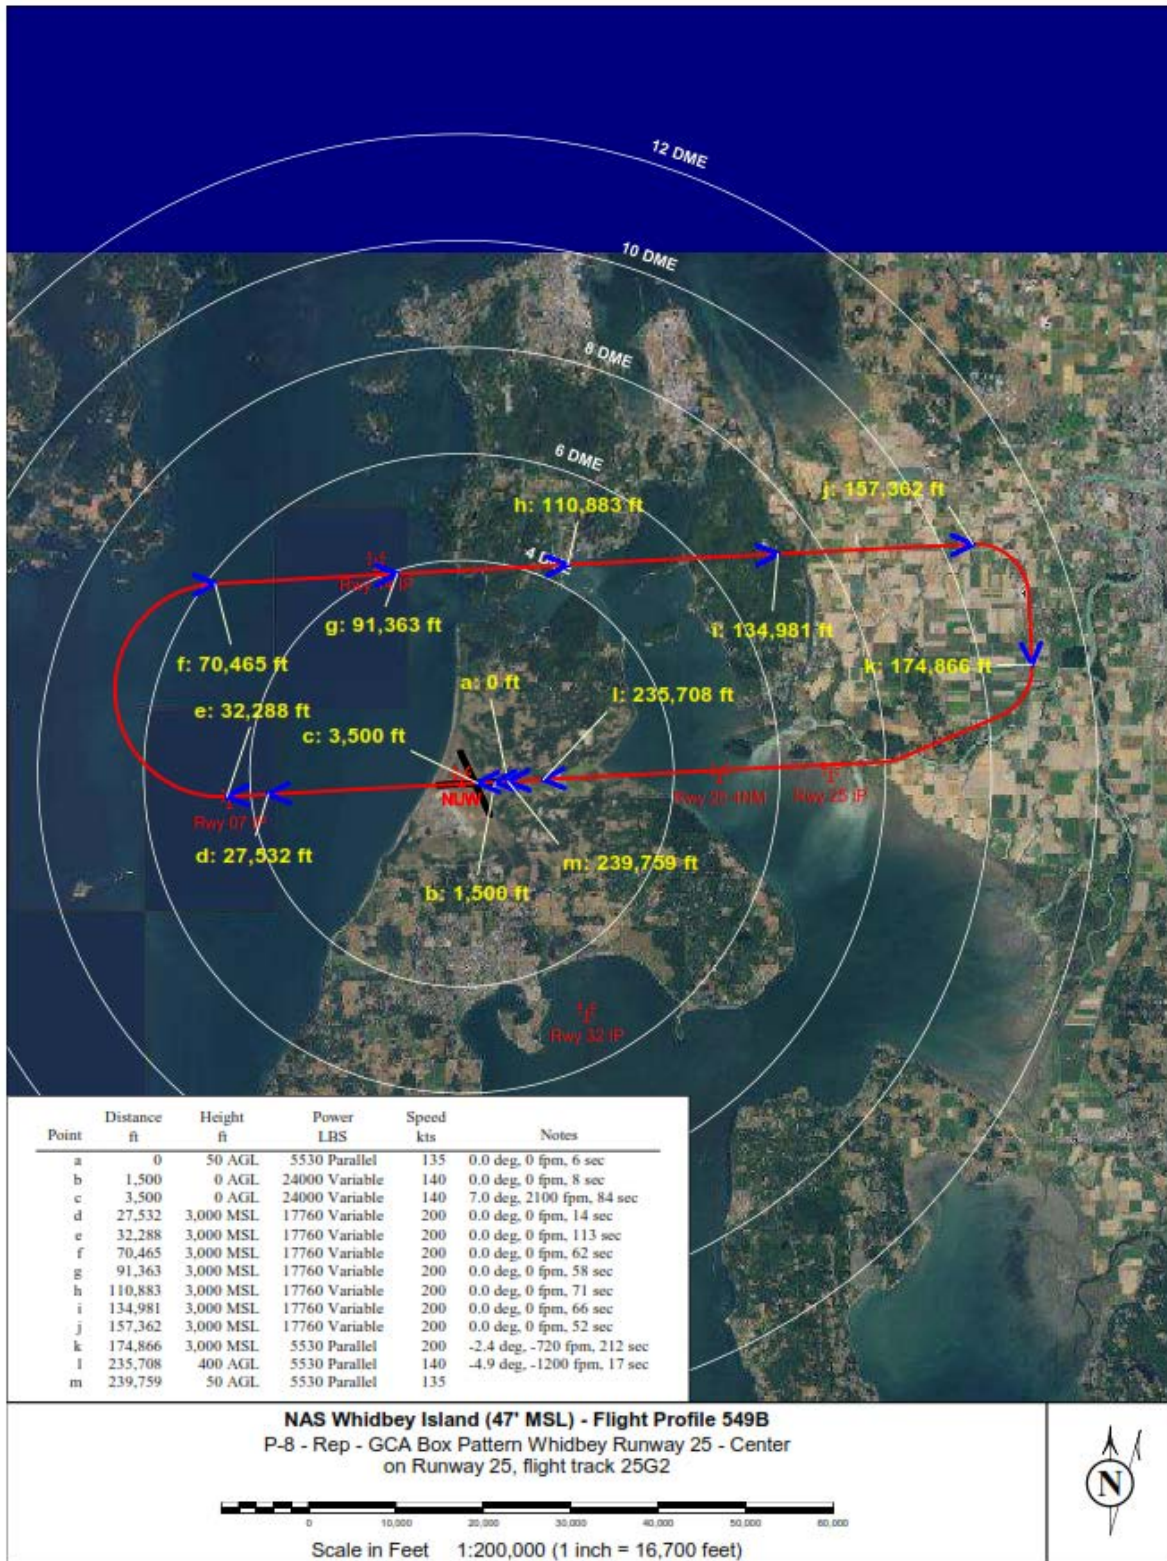 12 DME
10 DME
8 DME
6 DME
j: 157,362 ft
h: 110,883 ft
4 D
g: 91,363 ft
i: 134,981 ft
f: 70,465 ft
k: 174,866 ft
a: 0 ft
l: 235,708 ft
e: 32,288 ft
c: 3,500 ft
NUW
Rwy 25 4NM
Rwy 25 IP
Rwy 07 IP
d: 27,532 ft
m: 239,759 ft
b: 1,500 ft
Rwy 32 IP
Distance Height Power Speed
Point ft ft LBS kts Notes
a 0 50 AGL 5530 Parallel 135 0.0 deg, 0 fpm, 6 sec
b 1,500 0 AGL 24000 Variable 140 0.0 deg, 0 fpm, 8 sec
c 3,500 0 AGL 24000 Variable 140 7.0 deg, 2100 fpm, 84 sec
d 27,532 3,000 MSL 17760 Variable 200 0.0 deg, 0 fpm, 14 sec
e 32,288 3,000 MSL 17760 Variable 200 0.0 deg, 0 fpm, 113 sec
f 70,465 3,000 MSL 17760 Variable 200 0.0 deg, 0 fpm, 62 sec
g 91,363 3,000 MSL 17760 Variable 200 0.0 deg, 0 fpm, 58 sec
h 110,883 3,000 MSL 17760 Variable 200 0.0 deg, 0 fpm, 71 sec
i 134,981 3,000 MSL 17760 Variable 200 0.0 deg, 0 fpm, 66 sec
j 157,362 3,000 MSL 17760 Variable 200 0.0 deg, 0 fpm, 52 sec
k 174,866 3,000 MSL 5530 Parallel 200 -2.4 deg, -720 fpm, 212 sec
l 235,708 400 AGL 5530 Parallel 140 -4.9 deg, -1200 fpm, 17 sec
m 239,759 50 AGL 5530 Parallel 135
NAS Whidbey Island (47' MSL) - Flight Profile 549B
P-8 - Rep - GCA Box Pattern Whidbey Runway 25 - Center
on Runway 25, flight track 25G2
0 10,000 20,000 30,000 40,000 50,000 60,000
Scale in Feet 1:200,000 (1 inch = 16,700 feet)
N